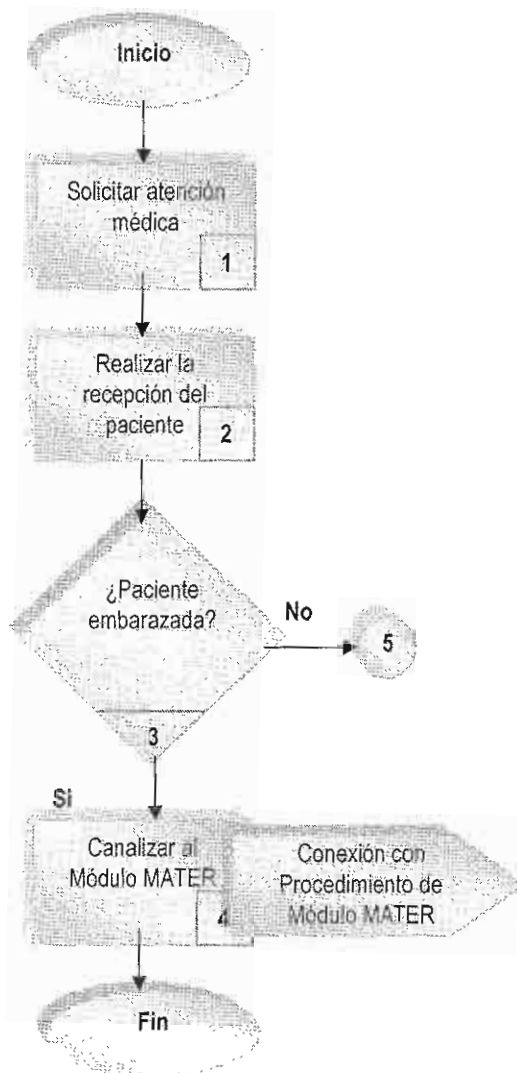 Inicio
Solicitar atención
médica
1
Realizar la
recepción del
paciente
2
¿Paciente
embarazada?
No
5
3
Si
Canalizar al
Módulo MATER
4
Conexión con
Procedimiento de
Módulo MATER
Fin